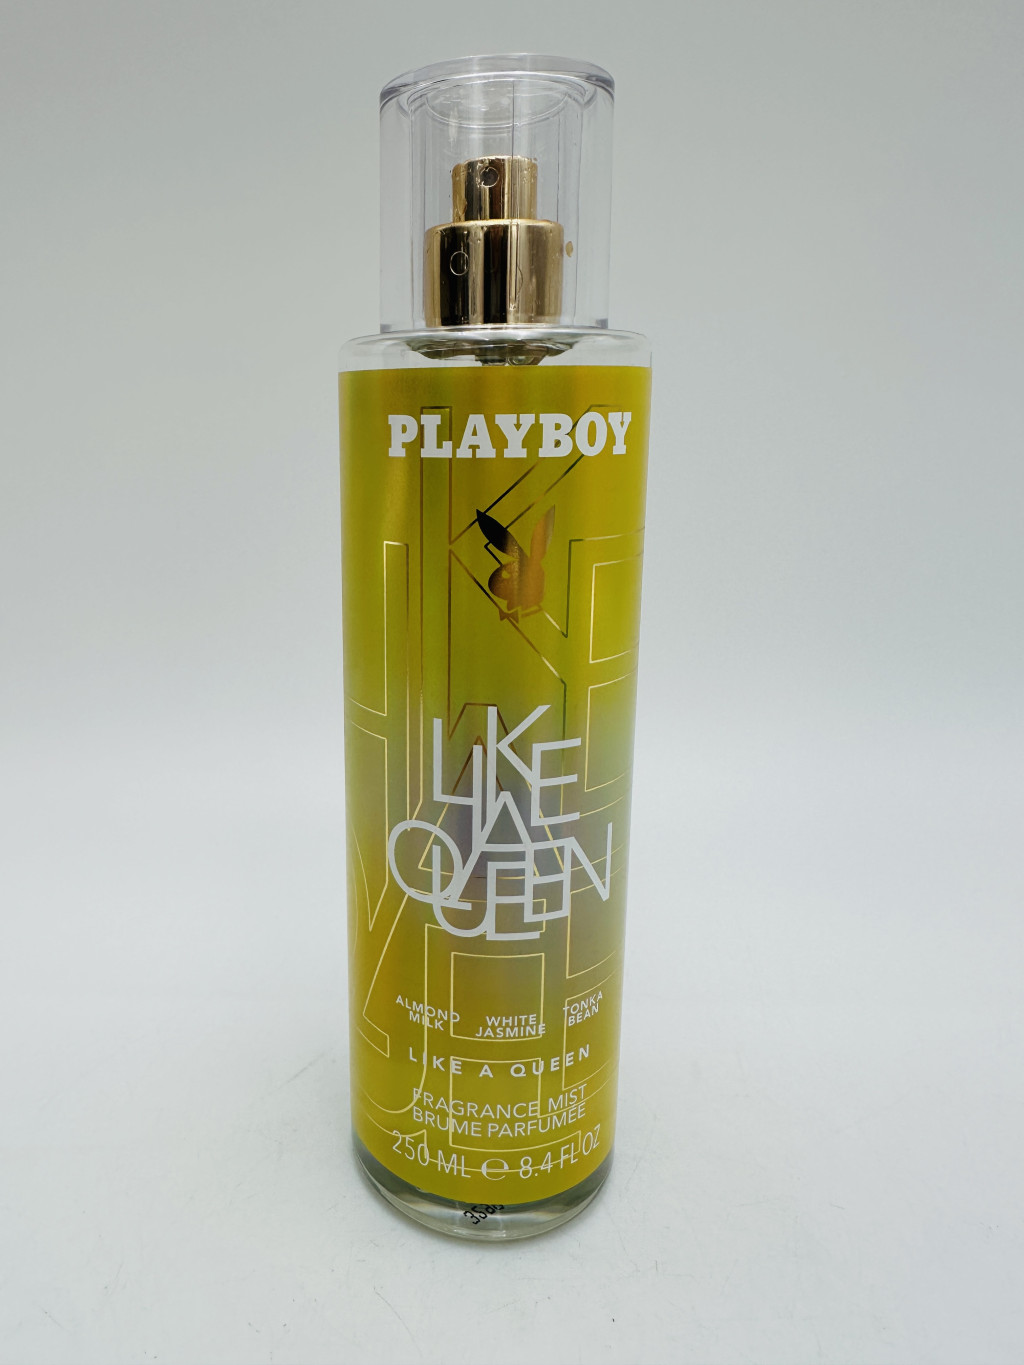 PLAYBOY
LIKE
A
QUEEN
ALMOND
MILK
WHITE
JASMINE
TONKA
BEAN
LIKE A QUEEN
FRAGRANCE MIST
BRUME PARFUMÉE
250 ML ℮ 8.4 FL OZ